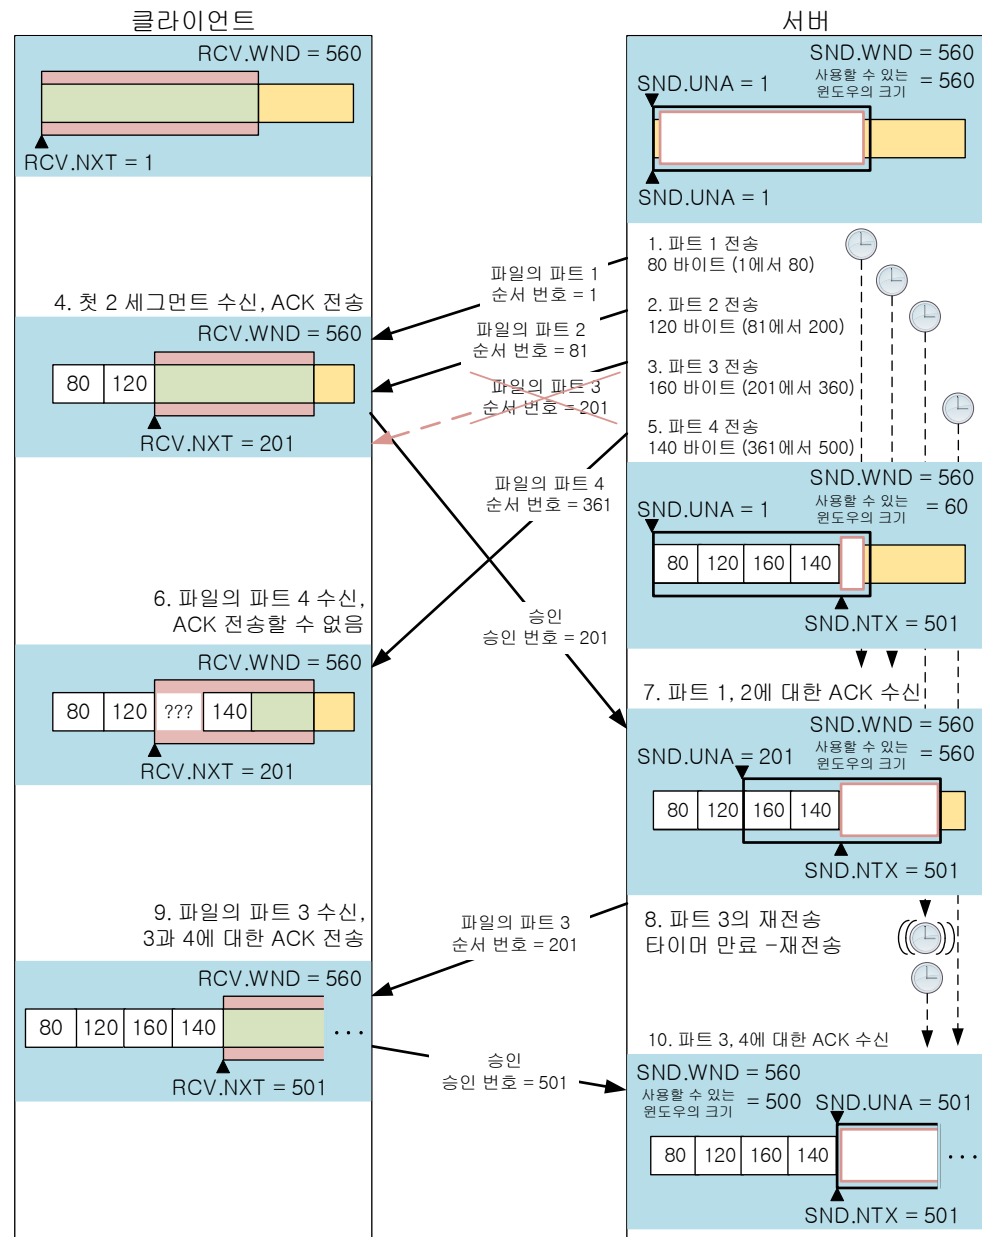 클라이언트
서버
RCV.WND = 560
RCV.NXT = 1
SND.WND = 560
사용할 수 있는
윈도우의 크기
= 560
SND.UNA = 1
SND.UNA = 1
1. 파트 1 전송
80 바이트 (1에서 80)
파일의 파트 1
순서 번호 = 1
2. 파트 2 전송
120 바이트 (81에서 200)
파일의 파트 2
순서 번호 = 81
3. 파트 3 전송
160 바이트 (201에서 360)
파일의 파트 3
순서 번호 = 201
4. 첫 2 세그먼트 수신, ACK 전송
RCV.WND = 560
80
120
RCV.NXT = 201
5. 파트 4 전송
140 바이트 (361에서 500)
파일의 파트 4
순서 번호 = 361
SND.WND = 560
사용할 수 있는
윈도우의 크기
= 60
SND.UNA = 1
80
120
160
140
SND.NTX = 501
6. 파일의 파트 4 수신,
ACK 전송할 수 없음
RCV.WND = 560
80
120
???
140
RCV.NXT = 201
승인
승인 번호 = 201
7. 파트 1, 2에 대한 ACK 수신
SND.WND = 560
사용할 수 있는
윈도우의 크기
= 560
SND.UNA = 201
80
120
160
140
SND.NTX = 501
8. 파트 3의 재전송
타이머 만료 -재전송
파일의 파트 3
순서 번호 = 201
9. 파일의 파트 3 수신,
3과 4에 대한 ACK 전송
RCV.WND = 560
80
120
160
140
...
RCV.NXT = 501
승인
승인 번호 = 501
10. 파트 3, 4에 대한 ACK 수신
SND.WND = 560
사용할 수 있는
윈도우의 크기
= 500
SND.UNA = 501
80
120
160
140
...
SND.NTX = 501